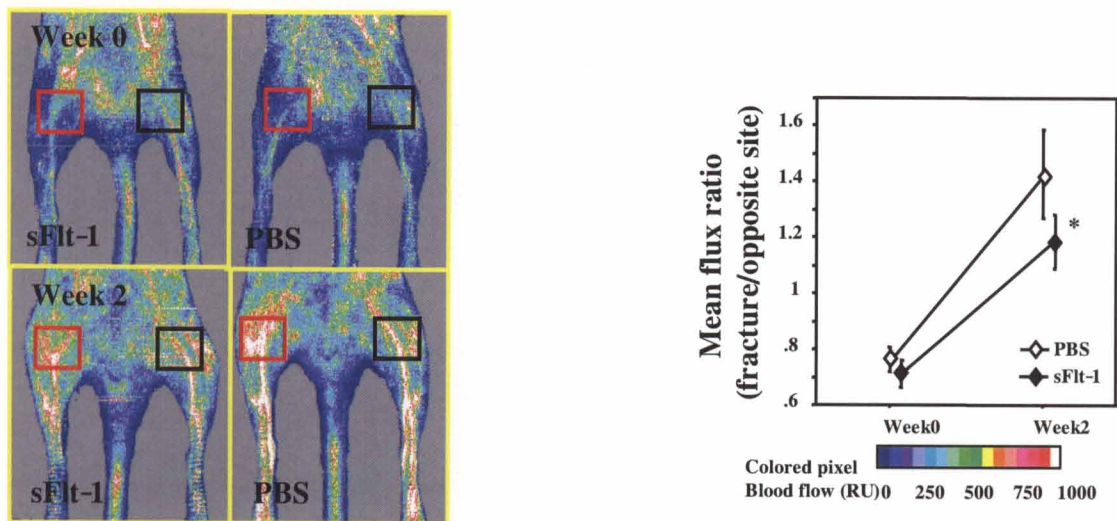 Week 0
sFlt-1
PBS
Week 2
sFlt-1
PBS
Mean flux ratio
(fracture/opposite site)
1.6
1.4
1.2
1
.8
.6
PBS
sFlt-1
*
Week0
Week2
Colored pixel
Blood flow (RU)0 250 500 750 1000